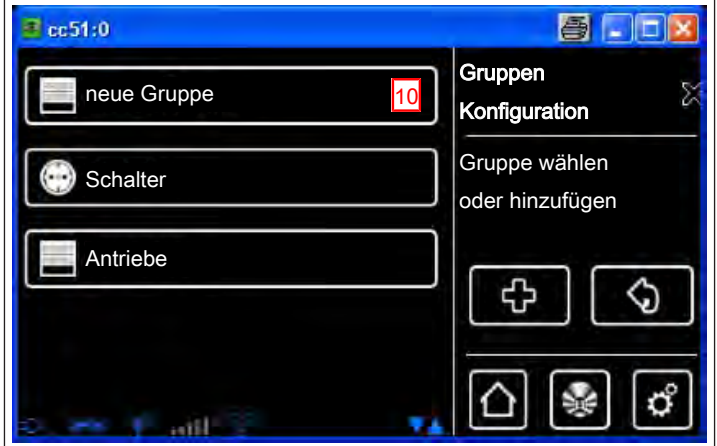 cc51:0
neue Gruppe 10
Schalter
Antriebe
Gruppen
Konfiguration
Gruppe wählen
oder hinzufügen